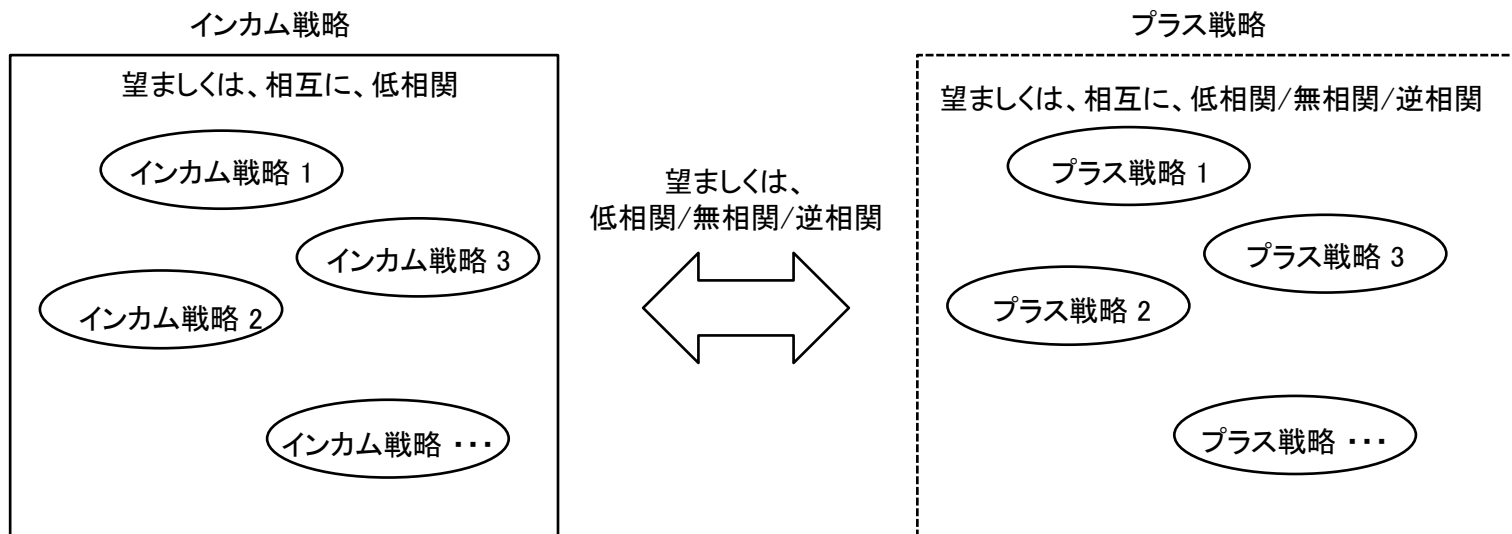 インカム戦略
望ましくは、相互に、低相関
インカム戦略 1
インカム戦略 3
インカム戦略 2
インカム戦略 ・・・
望ましくは、
低相関/無相関/逆相関
プラス戦略
望ましくは、相互に、低相関/無相関/逆相関
プラス戦略 1
プラス戦略 3
プラス戦略 2
プラス戦略 ・・・